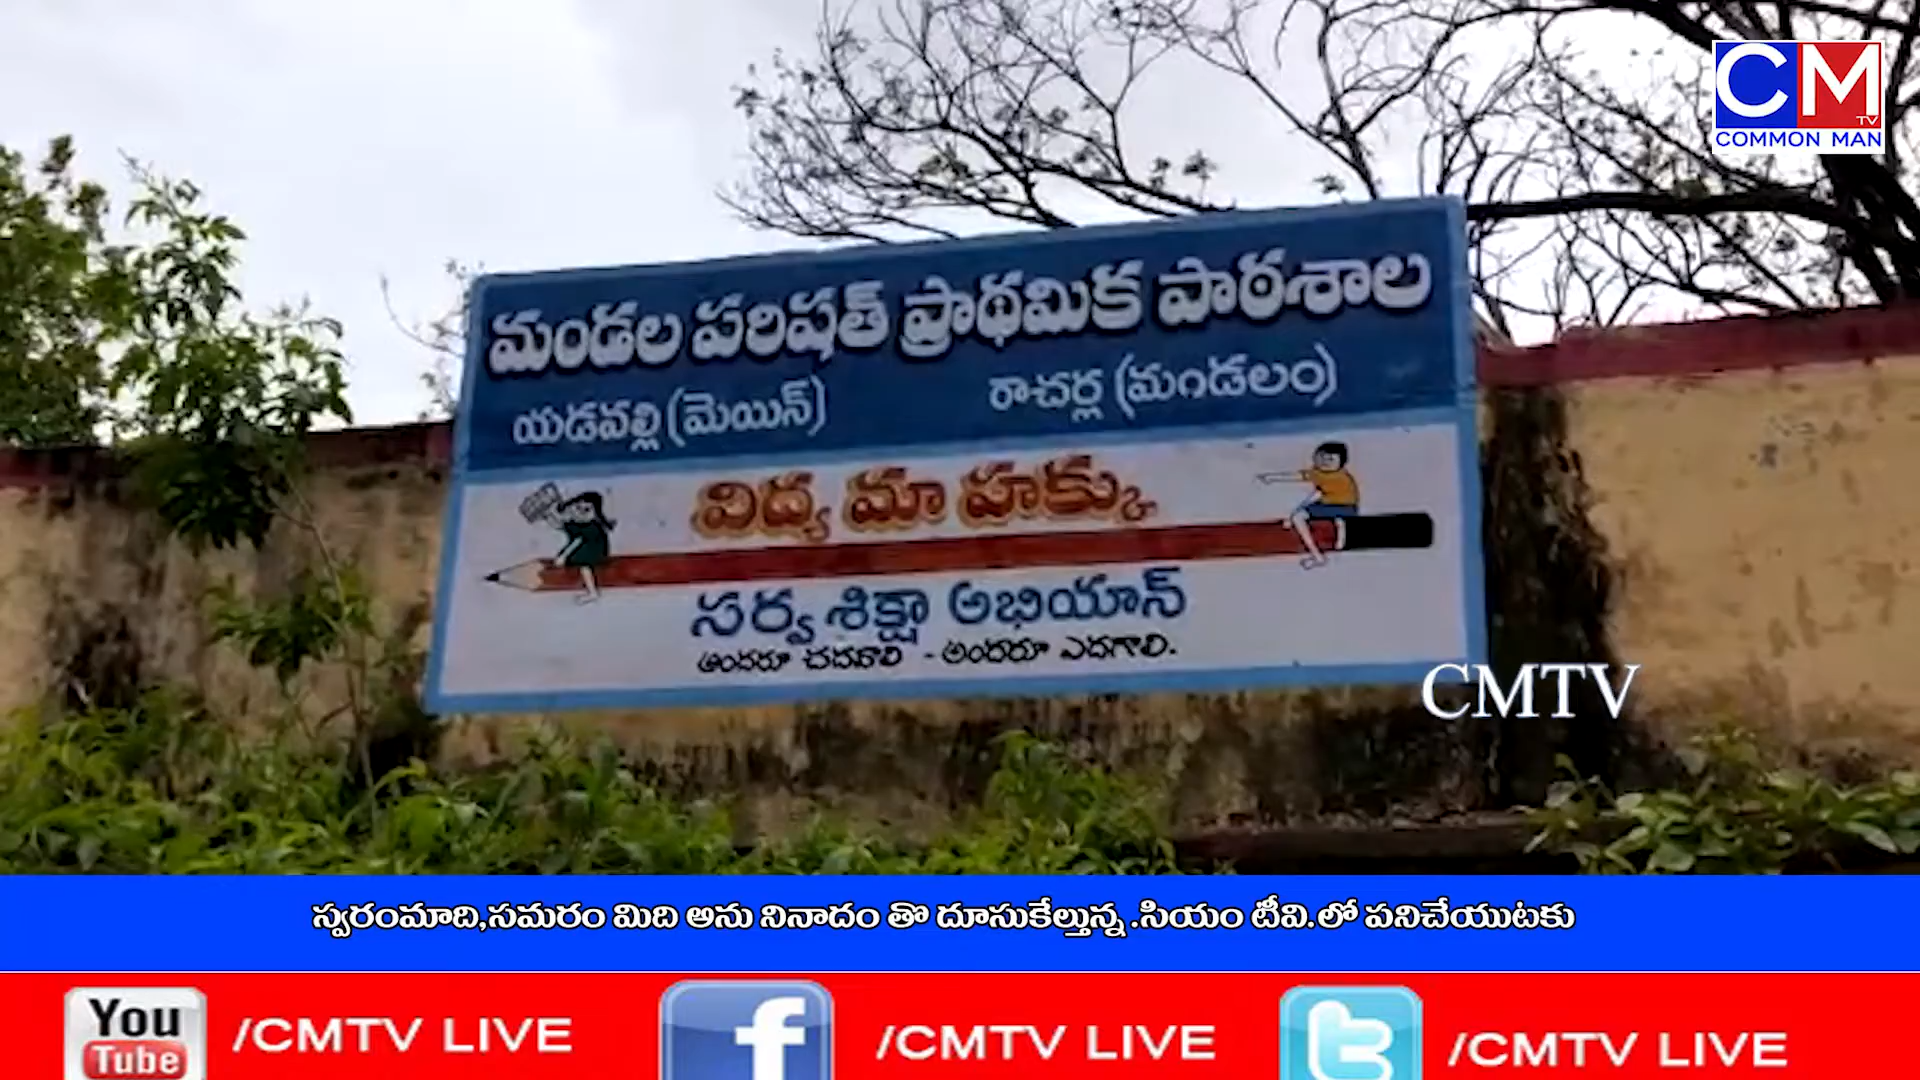 CM
TV
COMMON MAN
మండల పరిషత్ ప్రాథమిక పాఠశాల
యడవల్లి (మెయిన్) రాచర్ల (మండలం)
విద్య మా హక్కు
సర్వ శిక్షా అభియాన్
అందరూ చదవాలి - అందరూ ఎదగాలి.
CMTV
స్వరంమాది,సమరం మిది అను నినాదం తొ దూసుకేల్తున్న.సియం టీవి.లో పనిచేయుటకు
You Tube /CMTV LIVE f /CMTV LIVE t /CMTV LIVE